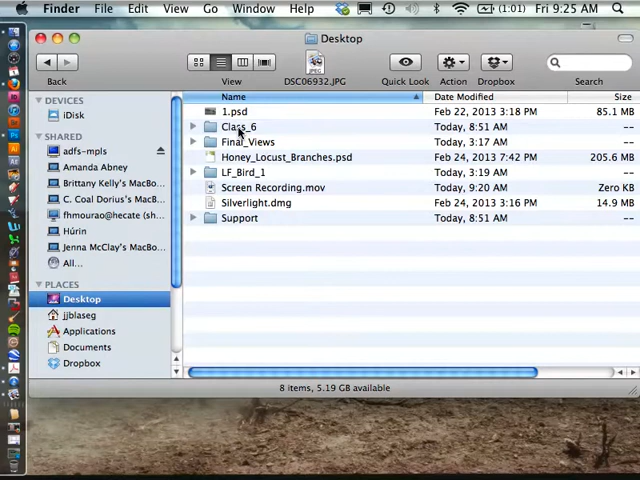 Finder File Edit View Go Window Help (1:01) Fri 9:25 AM
Desktop
Back View DSC06932.JPG Quick Look Action Dropbox Search
Name Date Modified Size
DEVICES
iDisk
SHARED
adfs-mpls
Amanda Abney
Brittany Kelly's MacBo...
C. Coal Dorius's MacBo...
fhmourao@hecate (sh...
Húrin
Jenna McClay's MacBo...
All...
PLACES
Desktop
jjblaseg
Applications
Documents
Dropbox
1.psd Feb 22, 2013 3:18 PM 85.1 MB
Class_6 Today, 8:51 AM --
Final_Views Today, 3:17 AM --
Honey_Locust_Branches.psd Feb 24, 2013 7:42 PM 205.6 MB
LF_Bird_1 Today, 3:19 AM --
Screen Recording.mov Today, 9:20 AM Zero KB
Silverlight.dmg Feb 24, 2013 3:16 PM 14.9 MB
Support Today, 8:51 AM --
8 items, 5.19 GB available